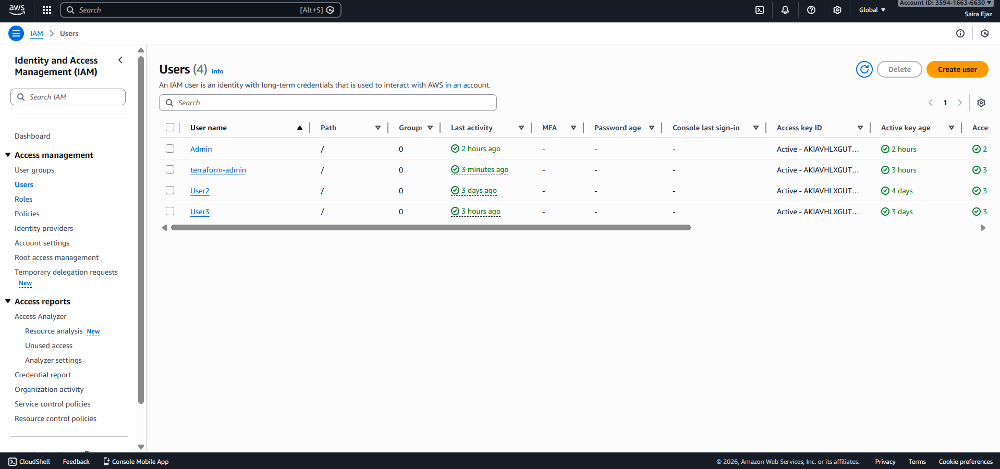 aws
Search [Alt+S]
Global
Account ID: 3594-1663-6630
Saira Ejaz
IAM > Users
Identity and Access Management (IAM)
Search IAM
Dashboard
Access management
User groups
Users
Roles
Policies
Identity providers
Account settings
Root access management
Temporary delegation requests
New
Access reports
Access Analyzer
Resource analysis New
Unused access
Analyzer settings
Credential report
Organization activity
Service control policies
Resource control policies
Users (4) Info
Delete
Create user
An IAM user is an identity with long-term credentials that is used to interact with AWS in an account.
Search
1
User name Path Groups Last activity MFA Password age Console last sign-in Access key ID Active key age Acce
Admin / 0 2 hours ago - - - Active - AKIAVHLXGUT... 2 hours 2
terraform-admin / 0 3 minutes ago - - - Active - AKIAVHLXGUT... 3 hours 3
User2 / 0 3 days ago - - - Active - AKIAVHLXGUT... 4 days 3
User3 / 0 3 hours ago - - - Active - AKIAVHLXGUT... 3 days 3
CloudShell Feedback Console Mobile App © 2026, Amazon Web Services, Inc. or its affiliates. Privacy Terms Cookie preferences